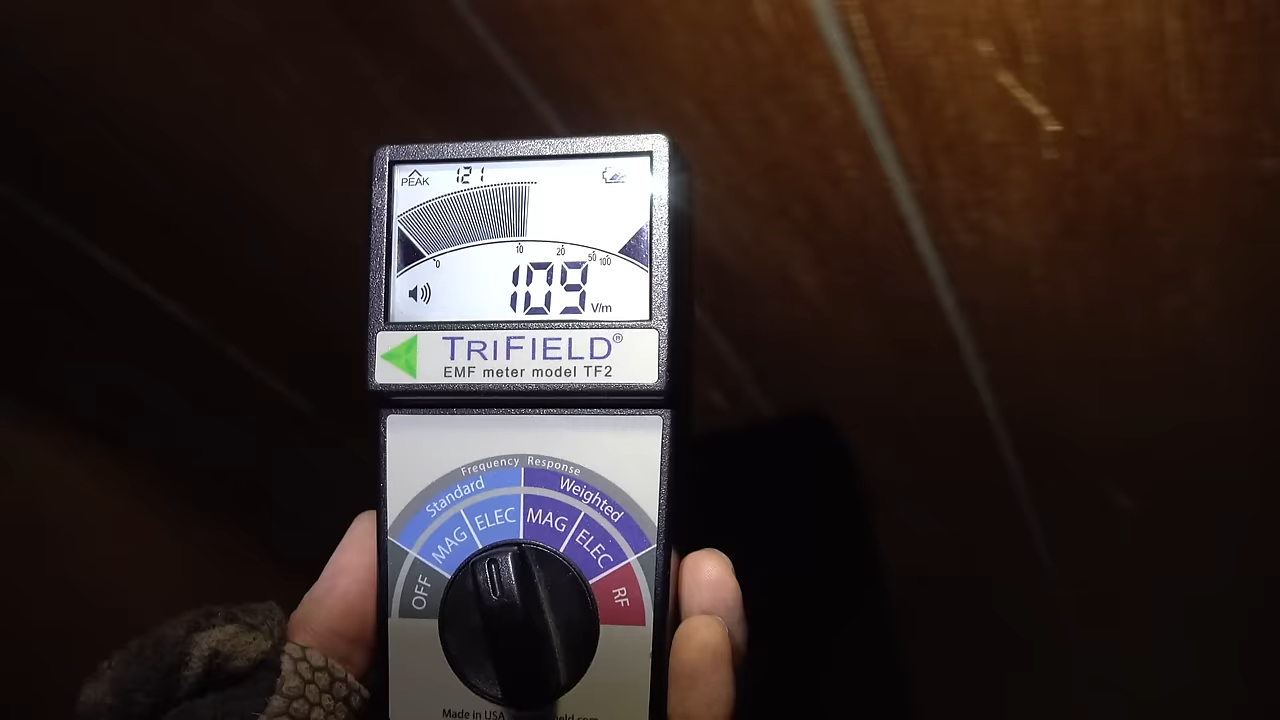 PEAK 121
0 10 20 50 100
109 V/m
TRIFIELD®
EMF meter model TF2
Frequency Response
Standard Weighted
OFF MAG ELEC MAG ELEC RF
Made in USA